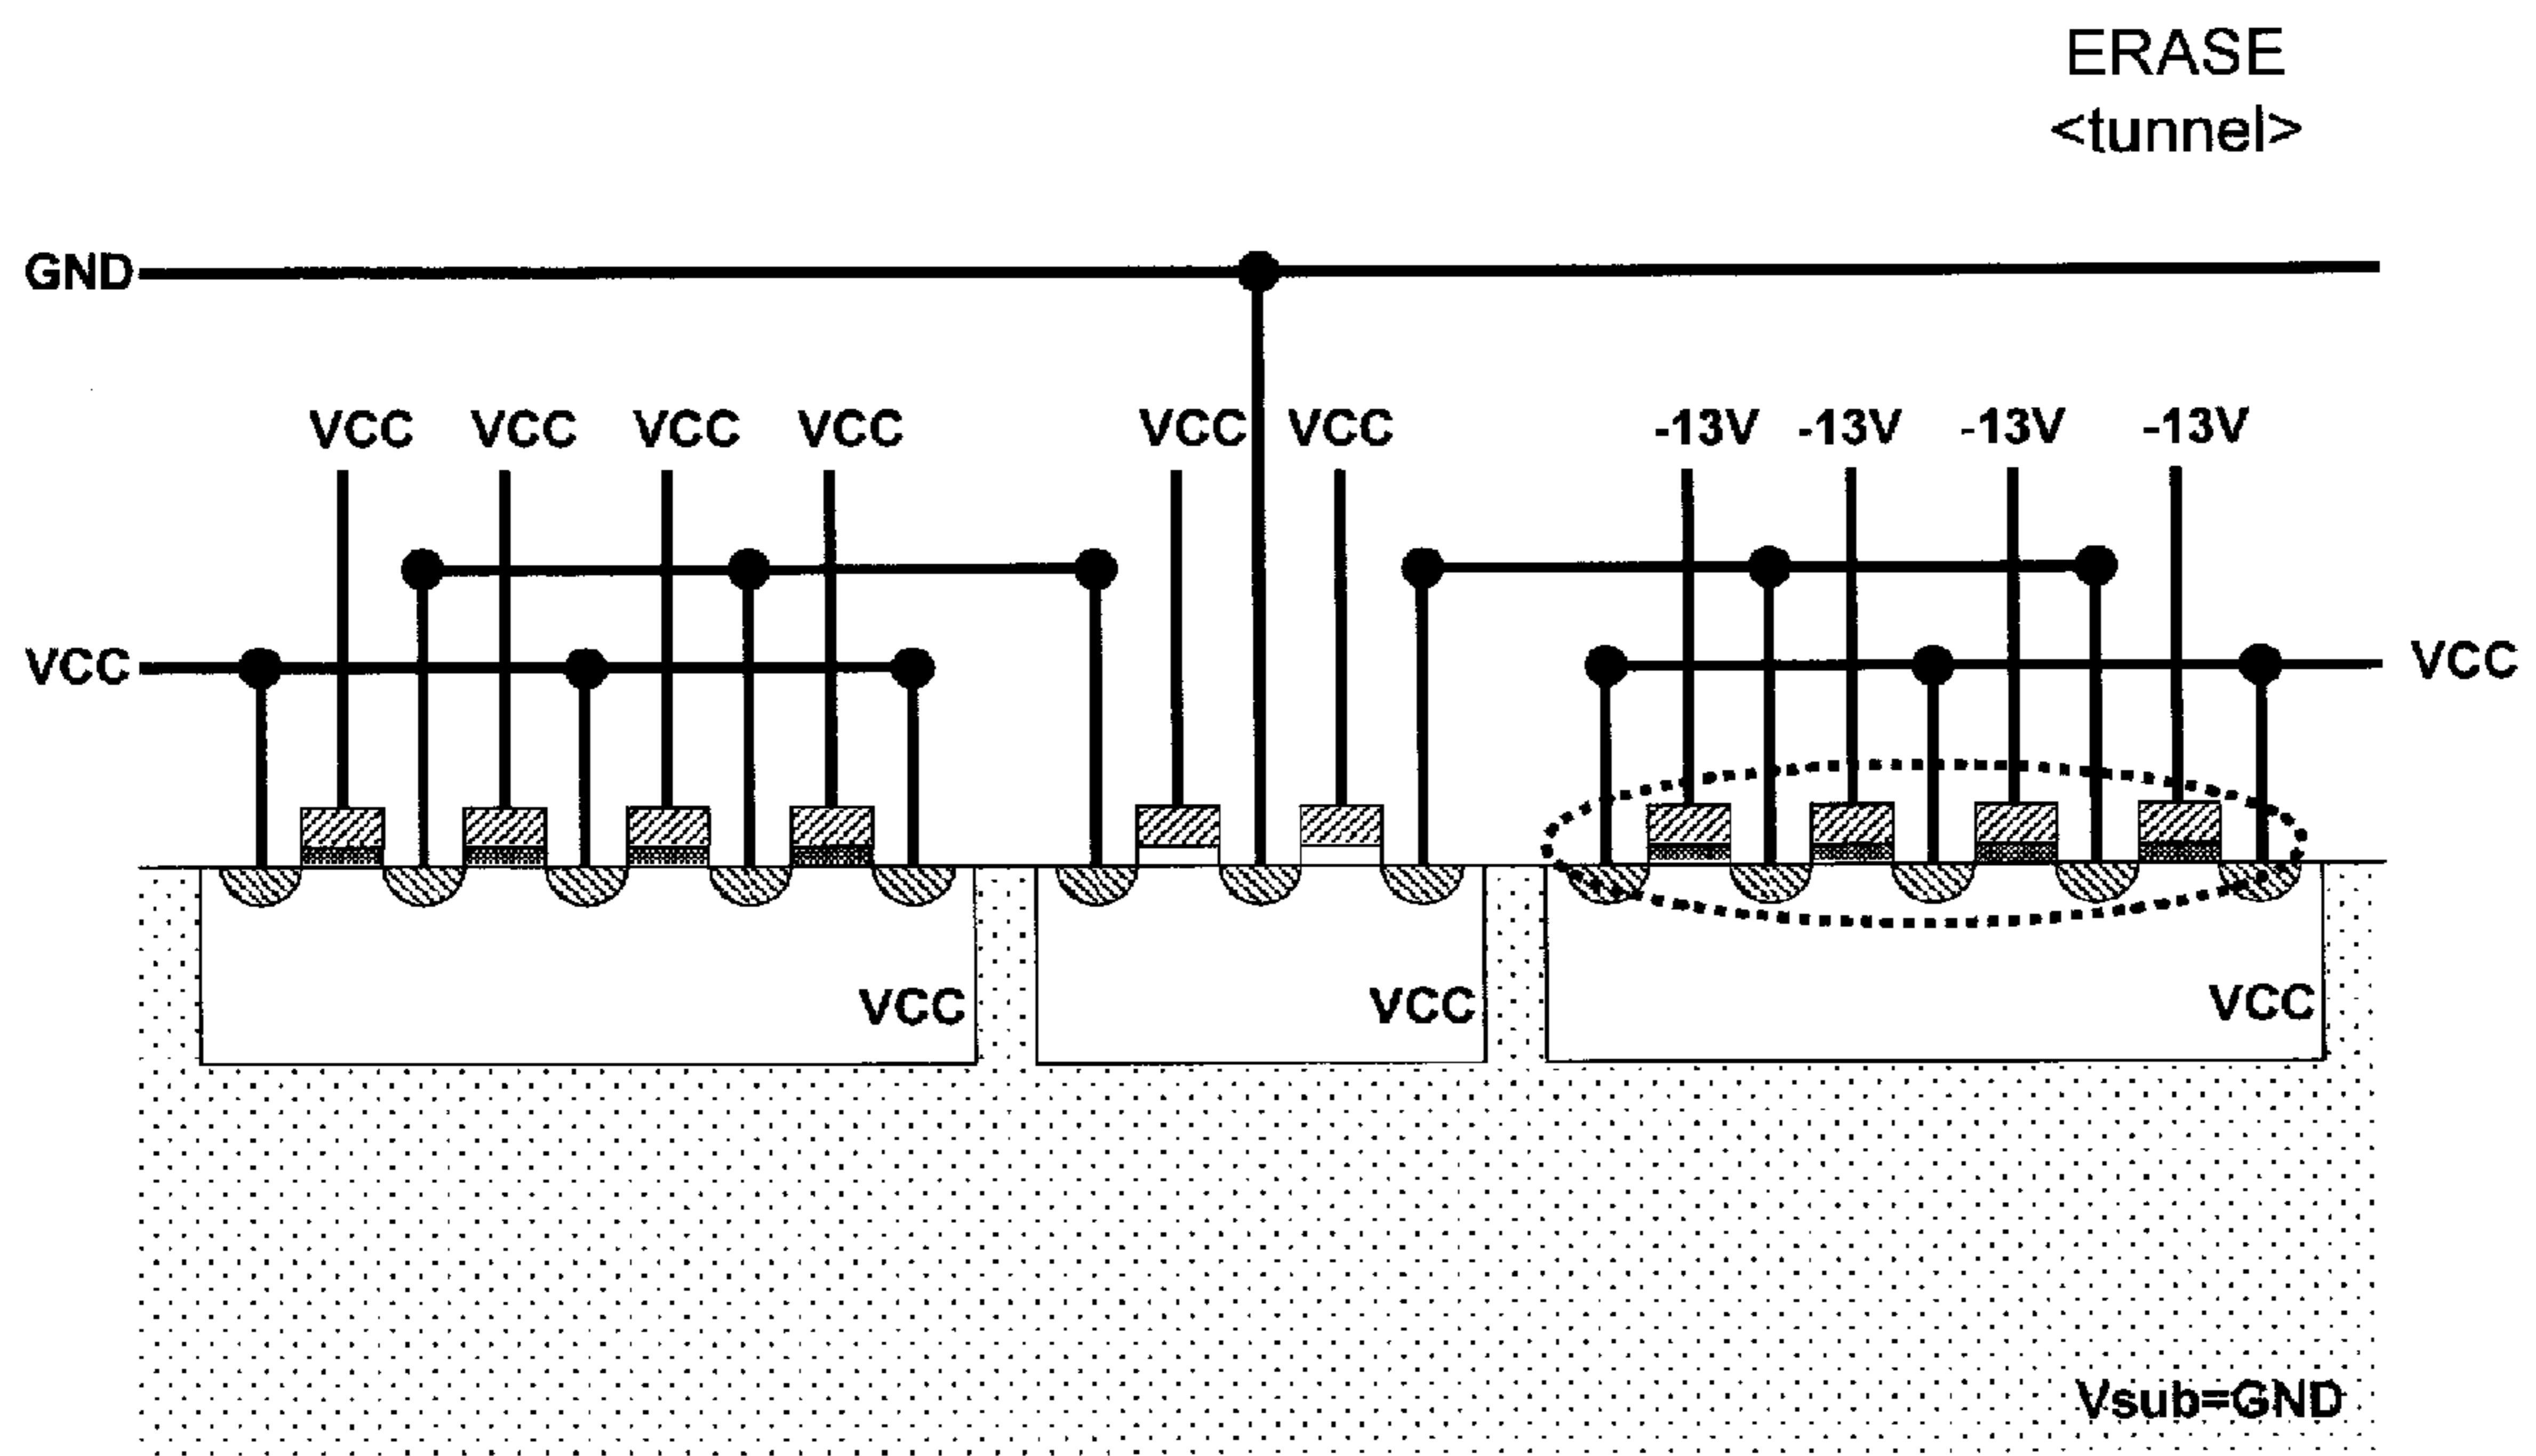 ERASE
<tunnel>
GND
VCC VCC VCC VCC VCC VCC -13V -13V -13V -13V
VCC VCC
VCC VCC VCC
Vsub=GND